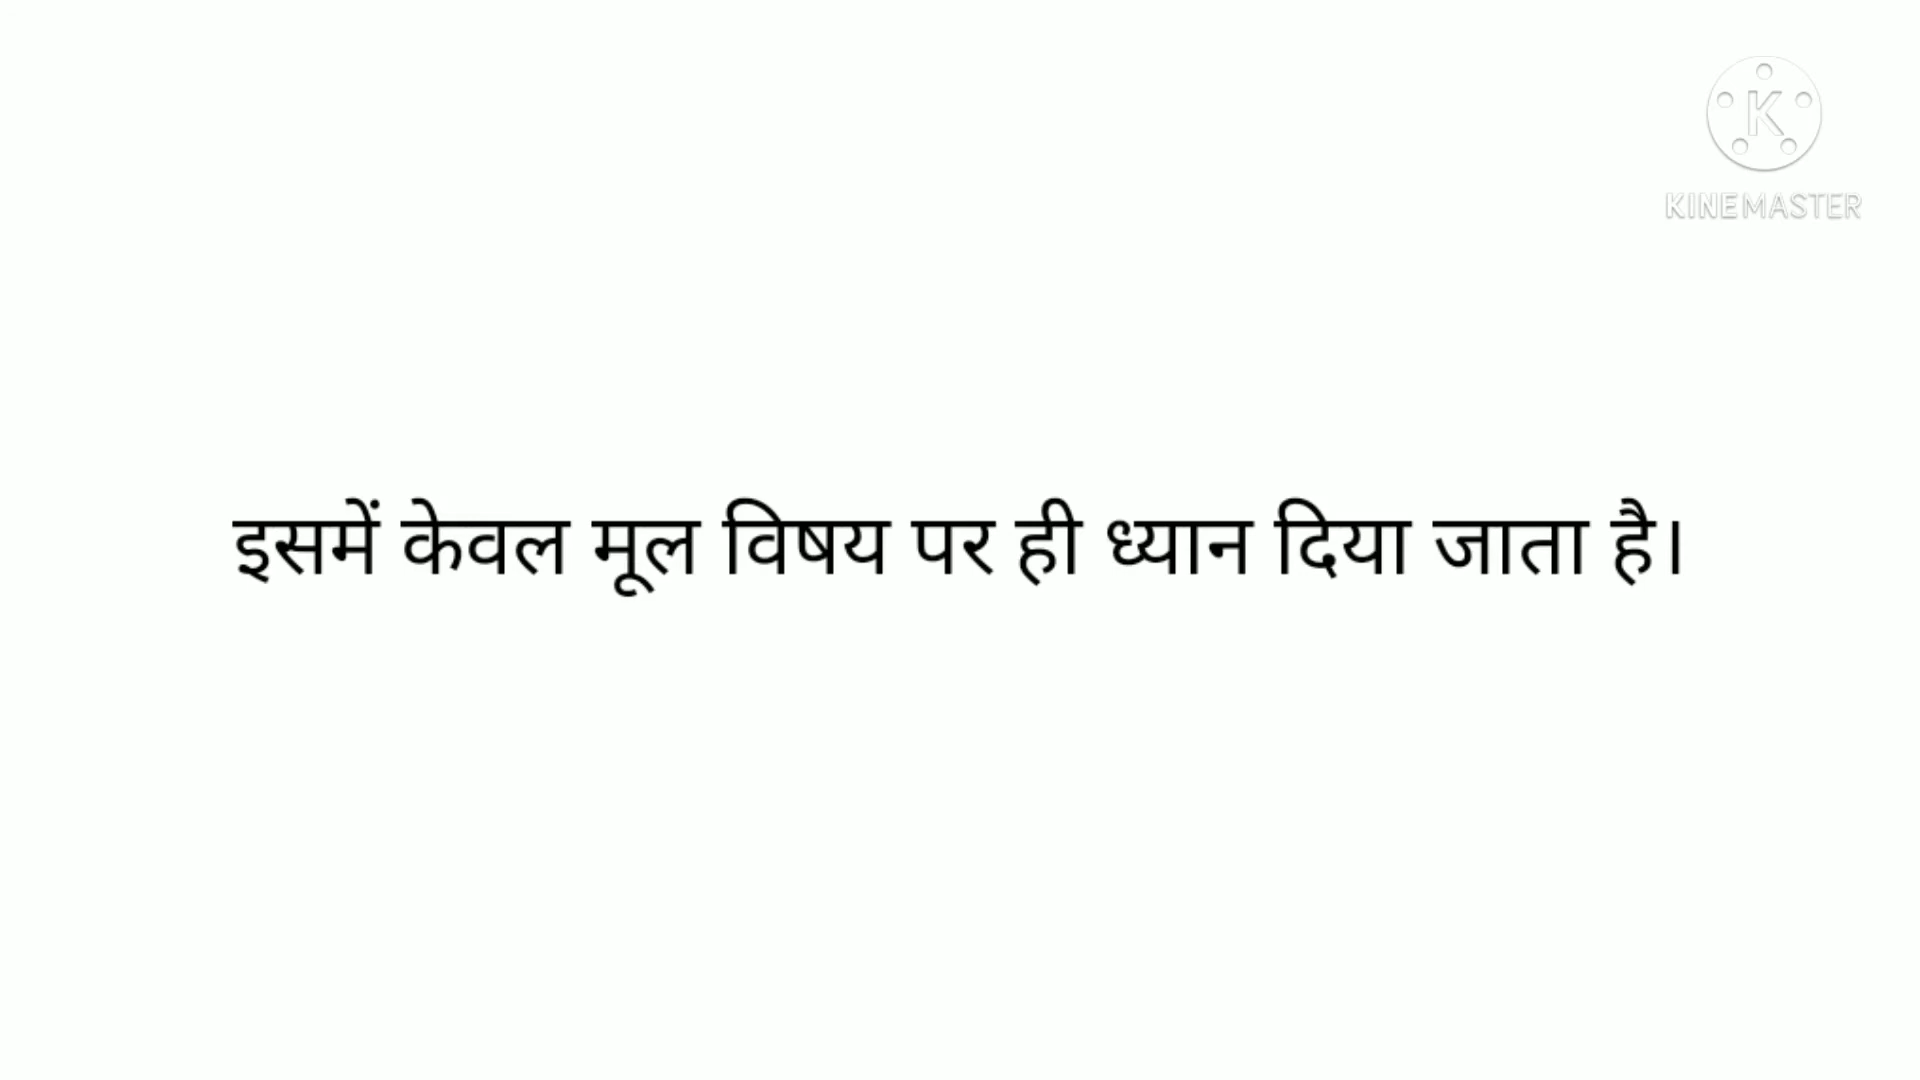 K
KINEMASTER
इसमें केवल मूल विषय पर ही ध्यान दिया जाता है।